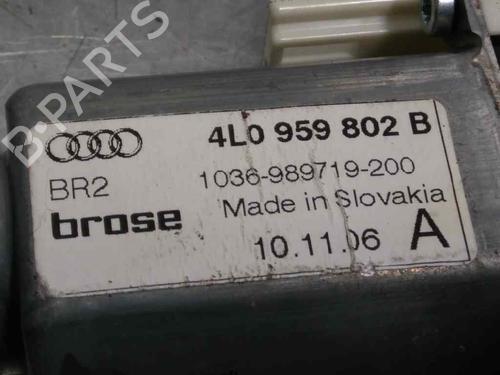 B-PARTS
4L0 959 802 B
BR2
1036-989719-200
brose
Made in Slovakia
10.11.06 A